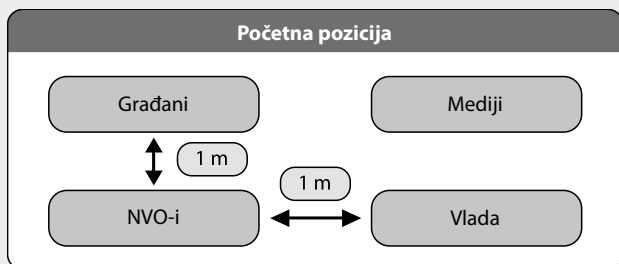 Početna pozicija
Građani
Mediji
1 m
1 m
NVO-i
Vlada